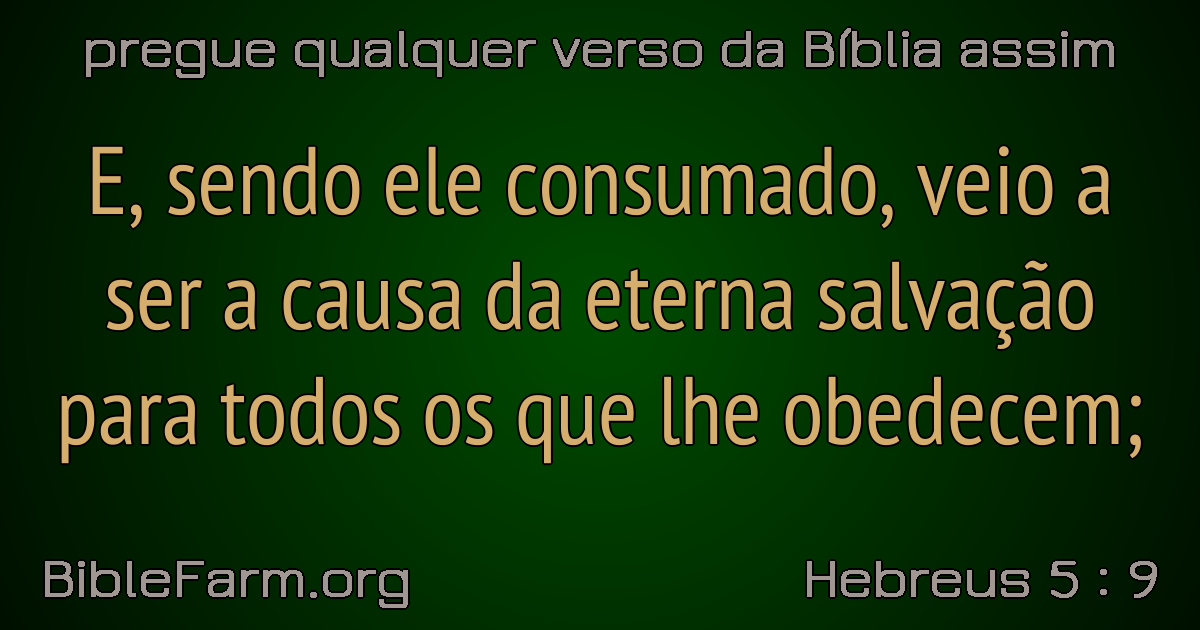 pregue qualquer verso da Bíblia assim
E, sendo ele consumado, veio a
ser a causa da eterna salvação
para todos os que lhe obedecem;
BibleFarm.org
Hebreus 5 : 9